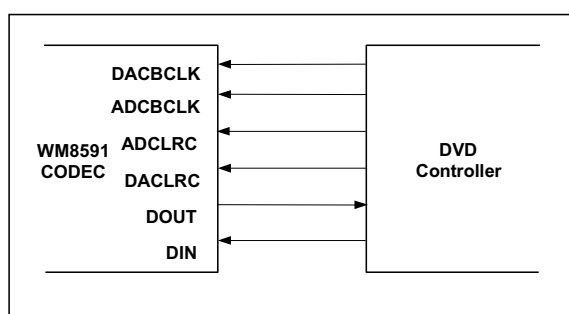 DACBCLK
ADCBCLK
ADCLRC
WM8591
CODEC
DACLRC
DOUT
DIN
DVD
Controller